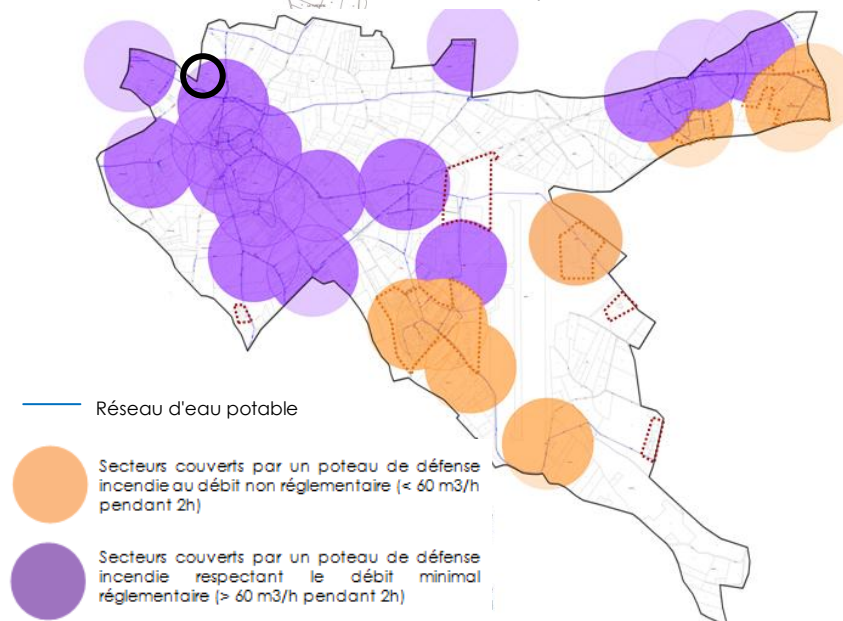 Réseau d'eau potable
Secteurs couverts par un poteau de défense
incendie au débit non réglementaire (< 60 m3/h
pendant 2h)
Secteurs couverts par un poteau de défense
incendie respectant le débit minimal
réglementaire (> 60 m3/h pendant 2h)